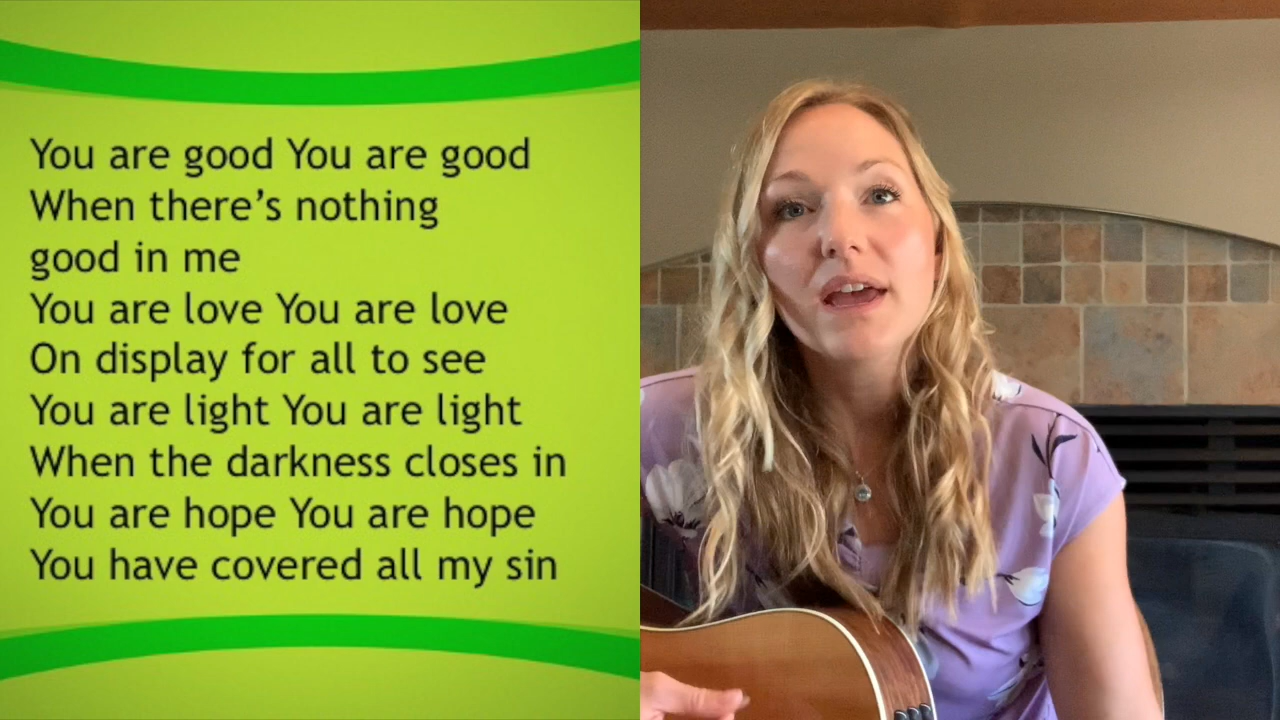 You are good You are good
When there’s nothing
good in me
You are love You are love
On display for all to see
You are light You are light
When the darkness closes in
You are hope You are hope
You have covered all my sin